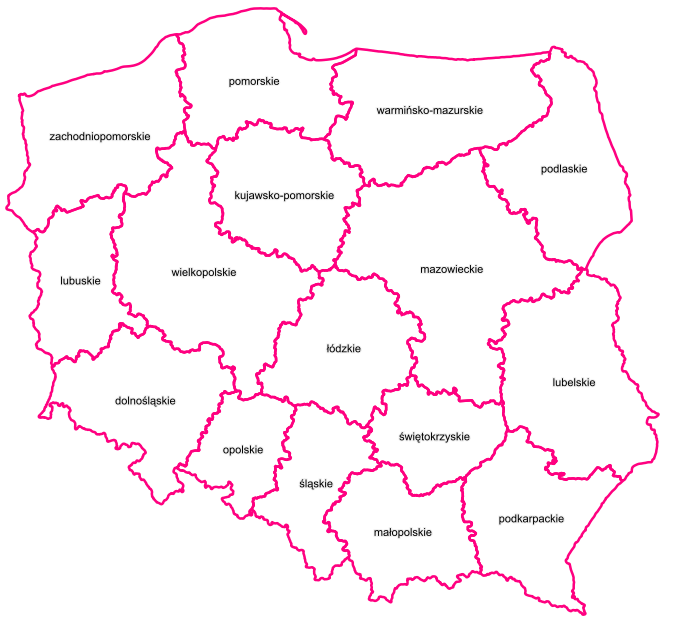 pomorskie
warmińsko-mazurskie
zachodniopomorskie
podlaskie
kujawsko-pomorskie
mazowieckie
wielkopolskie
lubuskie
łódzkie
lubelskie
dolnośląskie
świętokrzyskie
opolskie
śląskie
podkarpackie
małopolskie